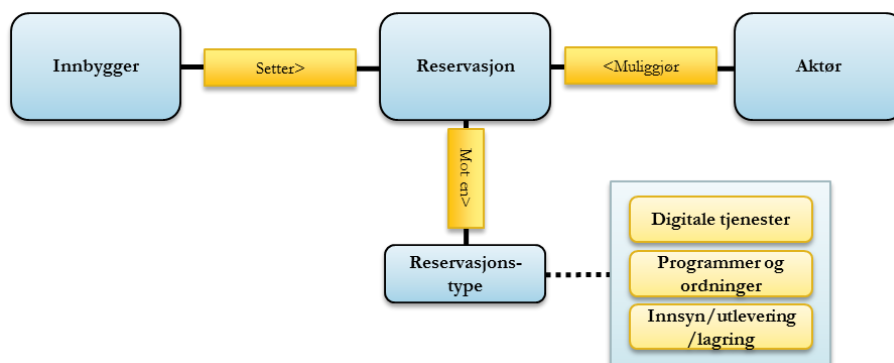 Innbygger
Setter>
Reservasjon
<Muliggjør
Aktør
Mot en>
Reservasjons-
type
Digitale tjenester
Programmer og
ordninger
Innsyn/utlevering
/lagring